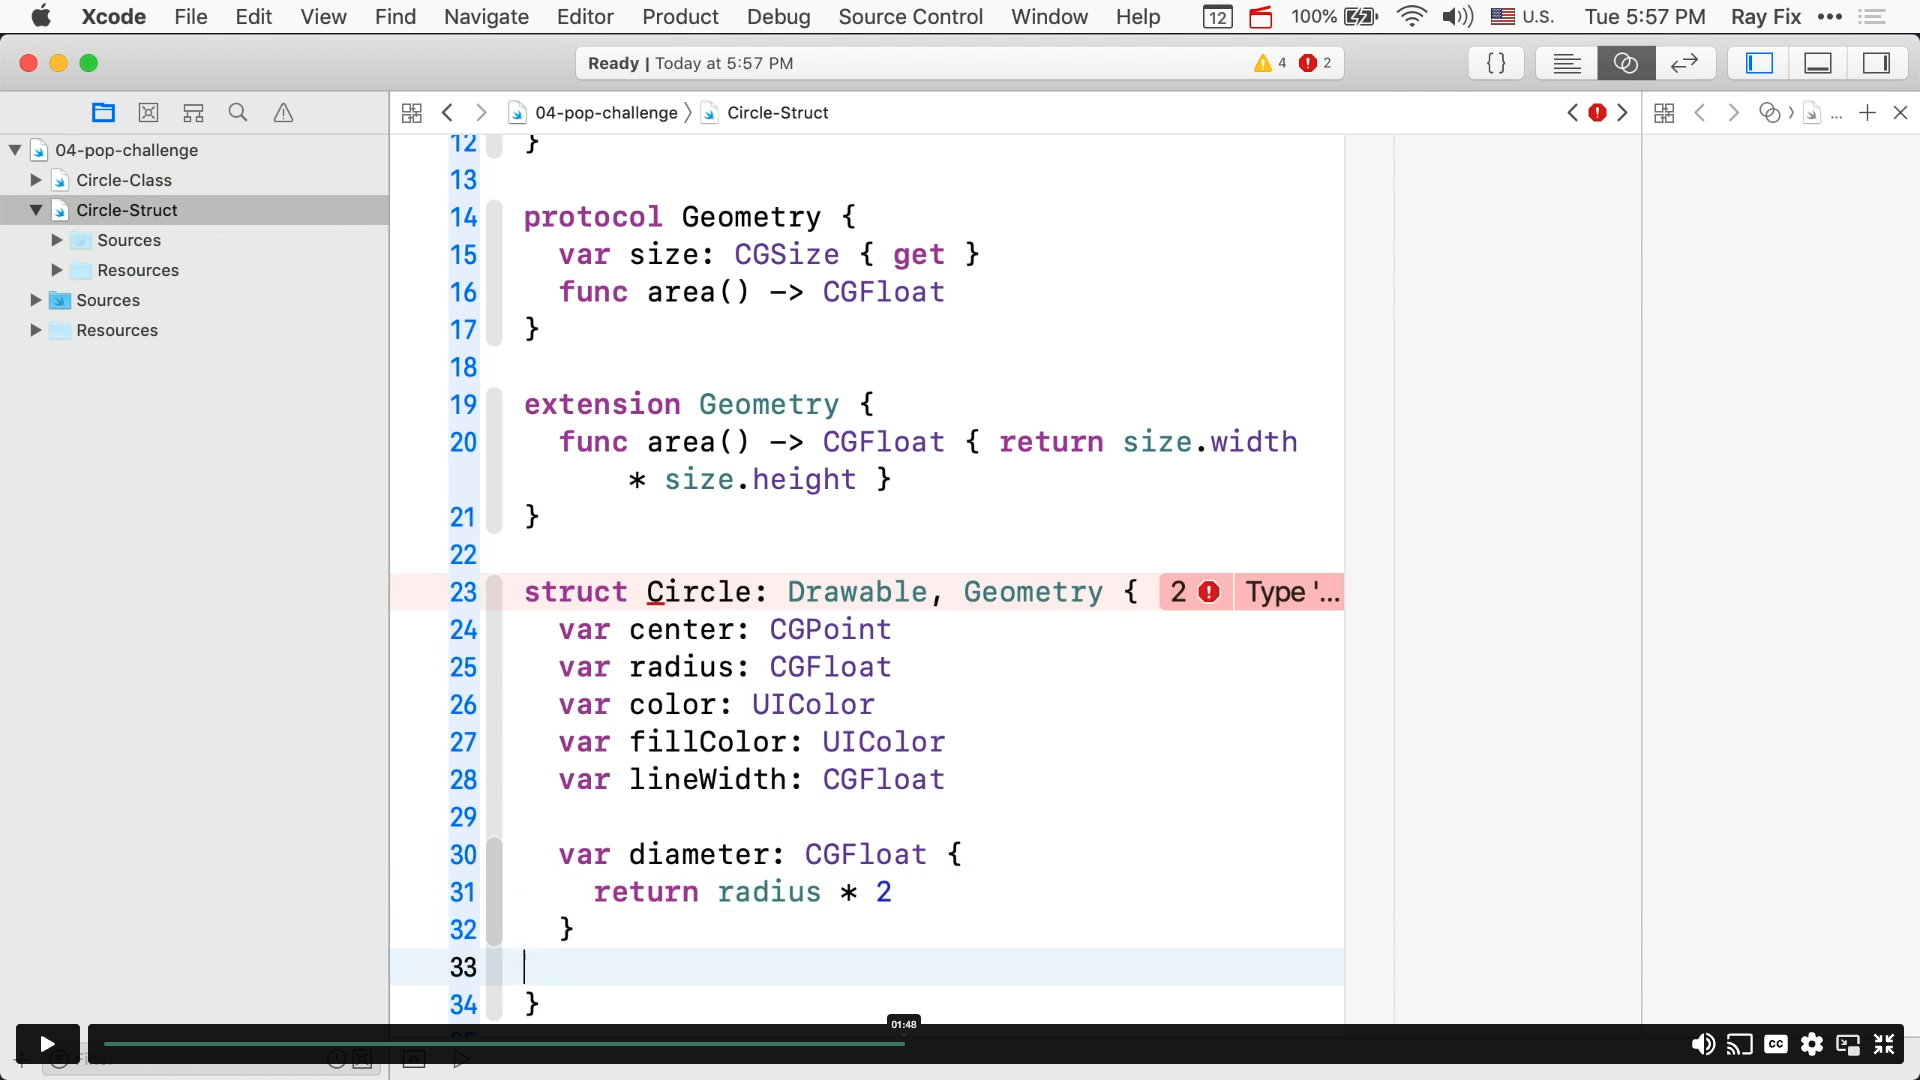 Xcode File Edit View Find Navigate Editor Product Debug Source Control Window Help 12 100% U.S. Tue 5:57 PM Ray Fix
Ready | Today at 5:57 PM 4 2 {}
04-pop-challenge Circle-Struct ...
04-pop-challenge
Circle-Class
Circle-Struct
Sources
Resources
Sources
Resources
12 }
13
14 protocol Geometry {
15 var size: CGSize { get }
16 func area() -> CGFloat
17 }
18
19 extension Geometry {
20 func area() -> CGFloat { return size.width
* size.height }
21 }
22
23 struct Circle: Drawable, Geometry { 2 Type '...
24 var center: CGPoint
25 var radius: CGFloat
26 var color: UIColor
27 var fillColor: UIColor
28 var lineWidth: CGFloat
29
30 var diameter: CGFloat {
31 return radius * 2
32 }
33
34 }
01:48
CC